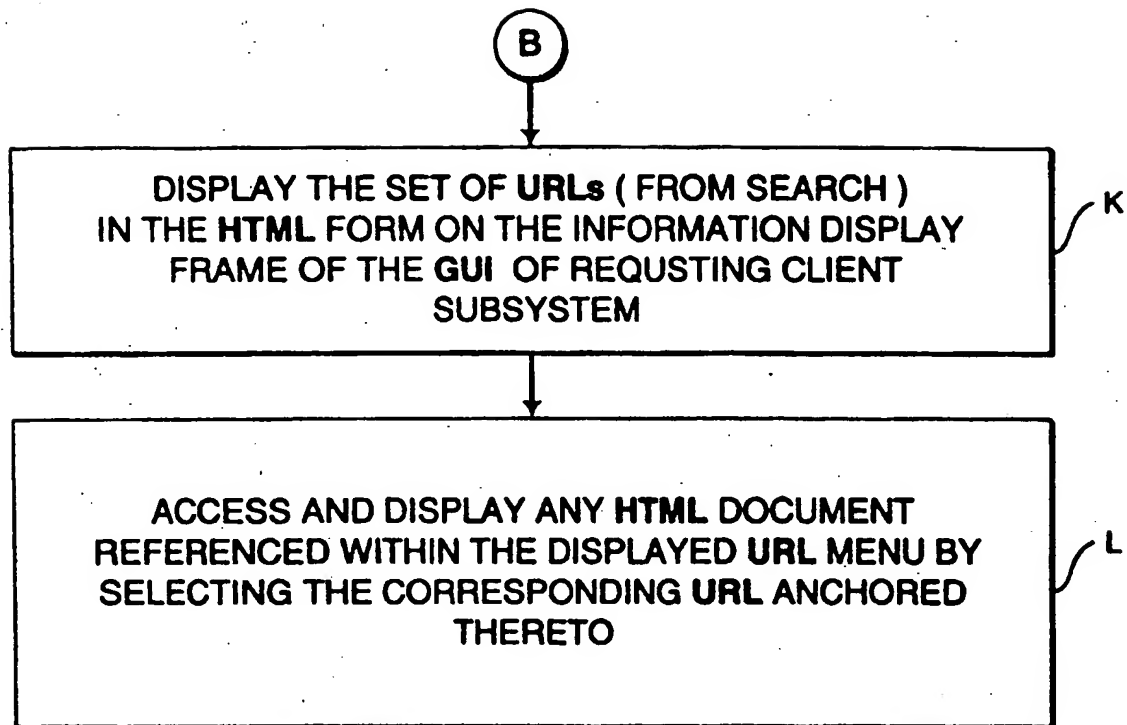 B
DISPLAY THE SET OF URLs ( FROM SEARCH )
IN THE HTML FORM ON THE INFORMATION DISPLAY
FRAME OF THE GUI OF REQUSTING CLIENT
SUBSYSTEM
K
ACCESS AND DISPLAY ANY HTML DOCUMENT
REFERENCED WITHIN THE DISPLAYED URL MENU BY
SELECTING THE CORRESPONDING URL ANCHORED
THERETO
L